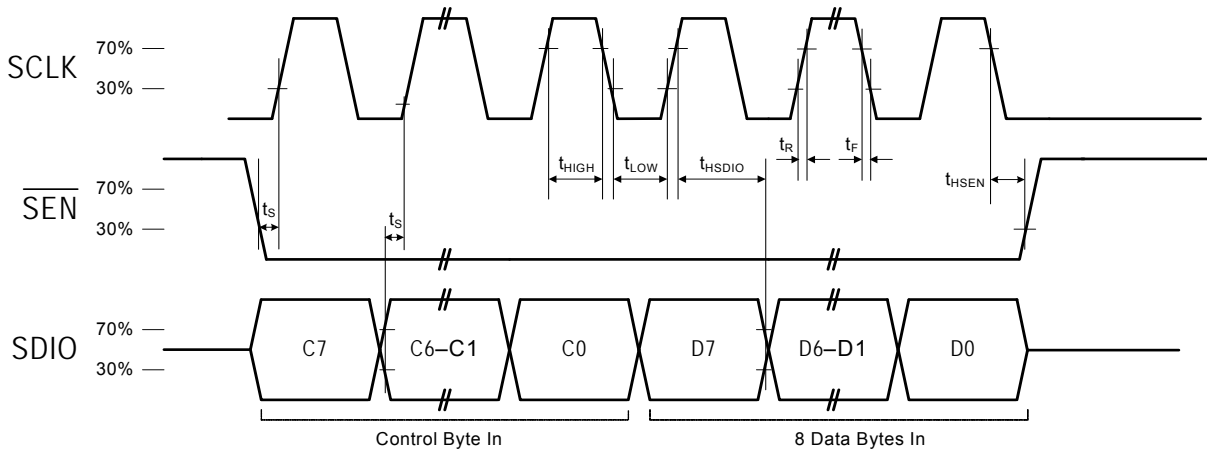 SCLK
70%
30%
tR
tF
tHIGH
tLOW
tHSDIO
tHSEN
SEN
70%
30%
tS
tS
SDIO
70%
30%
C7
C6–C1
C0
D7
D6–D1
D0
Control Byte In
8 Data Bytes In